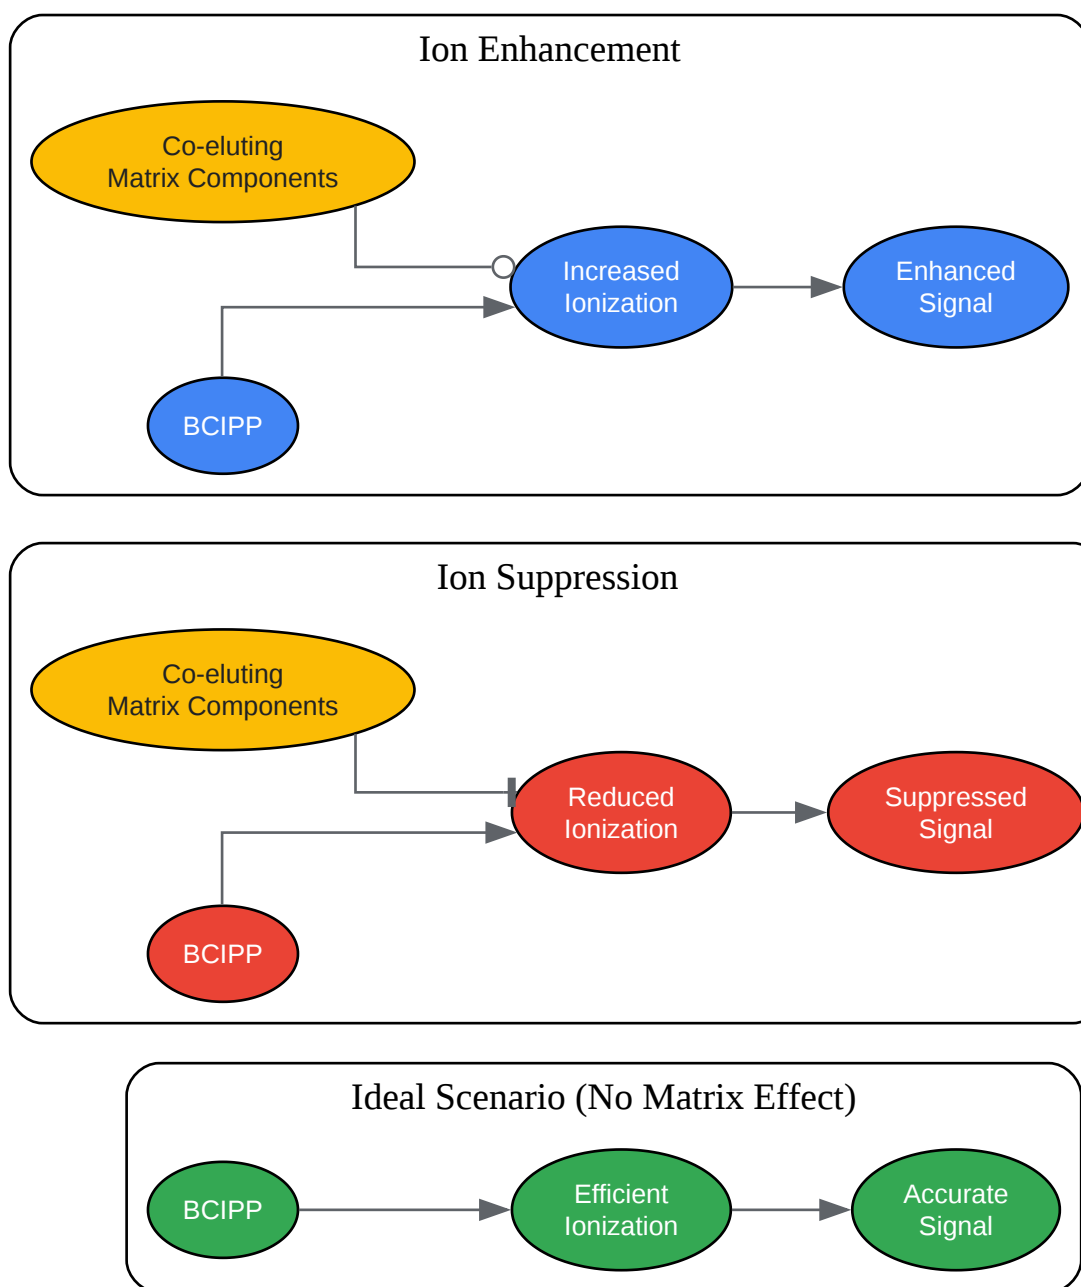 Ion Enhancement
Co-eluting
Matrix Components
Increased
Ionization
Enhanced
Signal
BCIPP
Ion Suppression
Co-eluting
Matrix Components
Reduced
Ionization
Suppressed
Signal
BCIPP
Ideal Scenario (No Matrix Effect)
BCIPP
Efficient
Ionization
Accurate
Signal